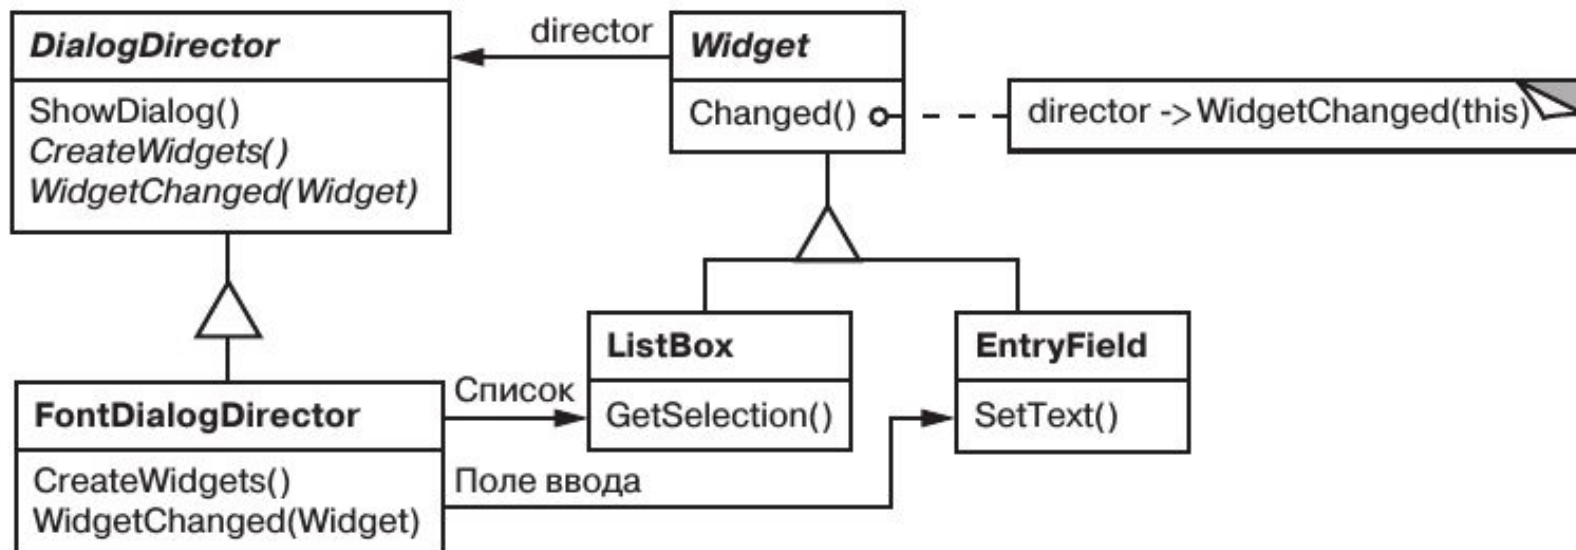 DialogDirector
ShowDialog()
CreateWidgets()
WidgetChanged(Widget)
director
Widget
Changed()
director -> WidgetChanged(this)
FontDialogDirector
CreateWidgets()
WidgetChanged(Widget)
Список
Поле ввода
ListBox
GetSelection()
EntryField
SetText()